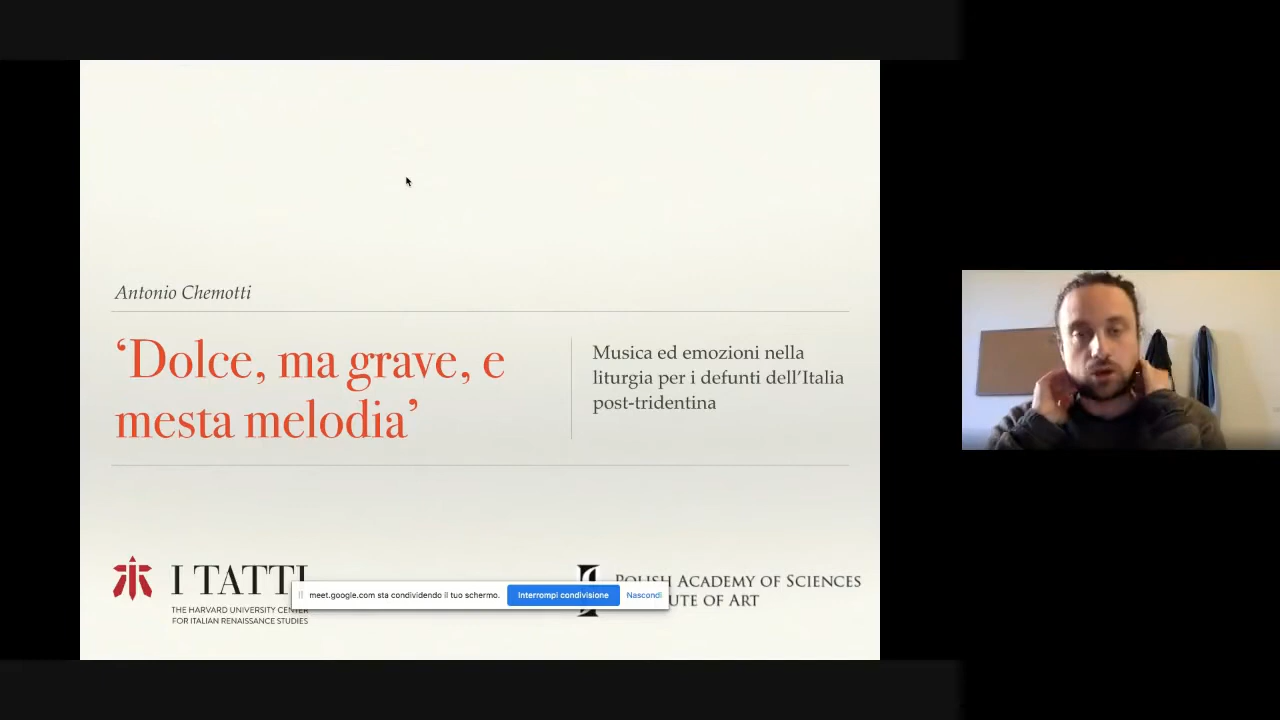 Antonio Chemotti
‘Dolce, ma grave, e
mesta melodia’
Musica ed emozioni nella
liturgia per i defunti dell’Italia
post-tridentina
I TATTI
THE HARVARD UNIVERSITY CENTER
FOR ITALIAN RENAISSANCE STUDIES
POLISH ACADEMY OF SCIENCES
OF ART
meet.google.com sta condividendo il tuo schermo.
Interrompi condivisione
Nascondi